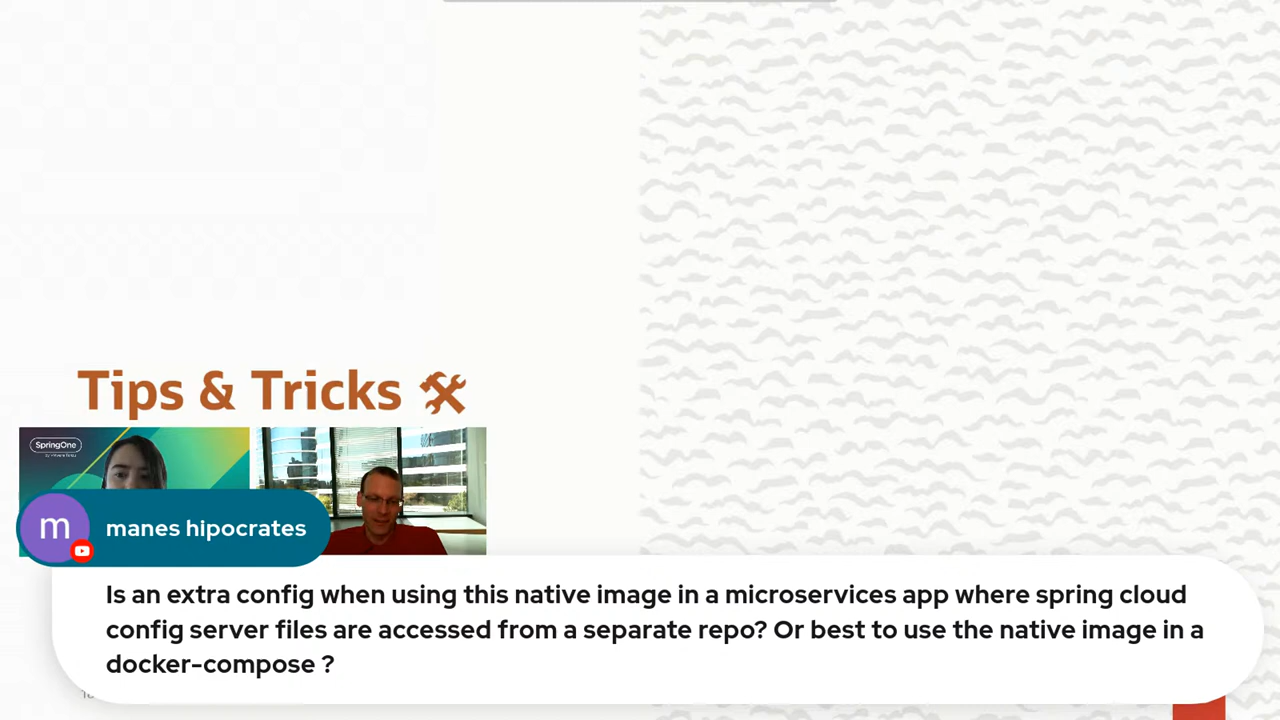 Tips & Tricks
SpringOne
m
manes hipocrates
Is an extra config when using this native image in a microservices app where spring cloud
config server files are accessed from a separate repo? Or best to use the native image in a
docker-compose ?